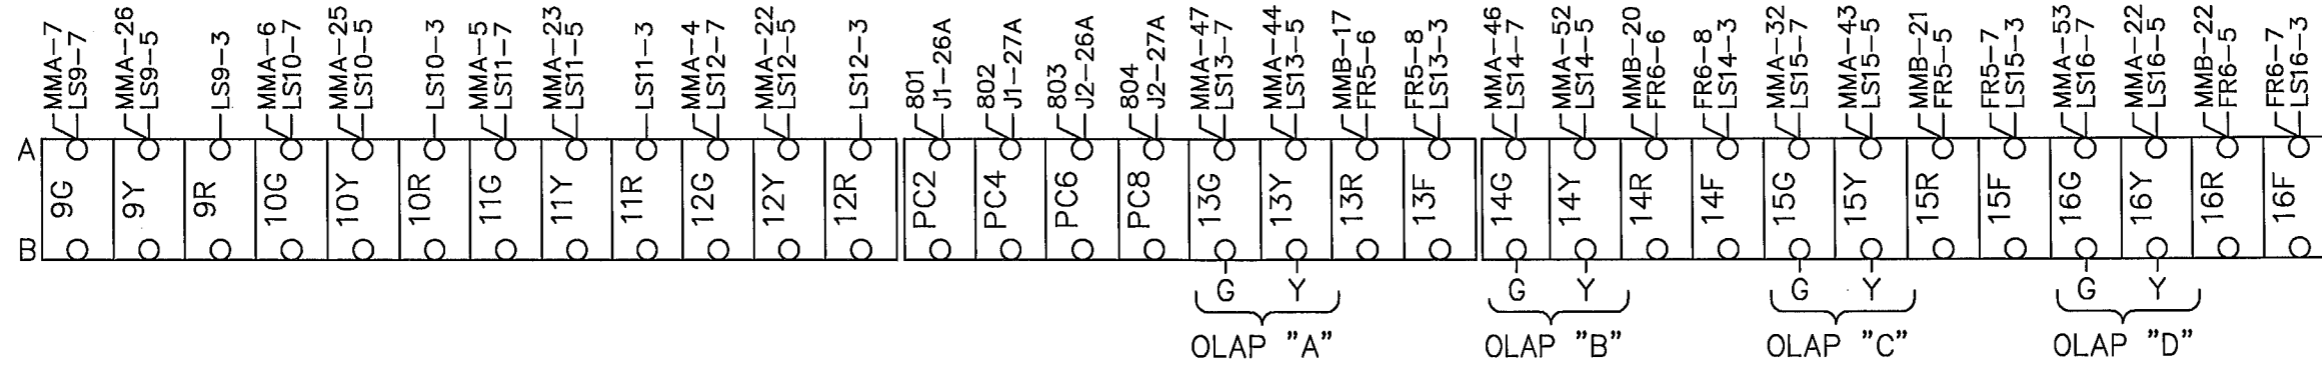 MMA-7
LS9-7
MMA-26
LS9-5
LS9-3
MMA-6
LS10-7
MMA-25
LS10-5
LS10-3
MMA-5
LS11-7
MMA-23
LS11-5
LS11-3
MMA-4
LS12-7
MMA-22
LS12-5
LS12-3
801
J1-26A
802
J1-27A
803
J2-26A
804
J2-27A
MMA-47
LS13-7
MMA-44
LS13-5
MMB-17
FR5-6
FR5-8
LS13-3
MMA-46
LS14-7
MMA-52
LS14-5
MMB-20
FR6-6
FR6-8
LS14-3
MMA-32
LS15-7
MMA-43
LS15-5
MMB-21
FR5-5
FR5-7
LS15-3
MMA-53
LS16-7
MMA-22
LS16-5
MMB-22
FR6-5
FR6-7
LS16-3
A
9G
9Y
9R
10G
10Y
10R
11G
11Y
11R
12G
12Y
12R
PC2
PC4
PC6
PC8
13G
13Y
13R
13F
14G
14Y
14R
14F
15G
15Y
15R
15F
16G
16Y
16R
16F
B
G Y G Y G Y G Y
OLAP "A" OLAP "B" OLAP "C" OLAP "D"